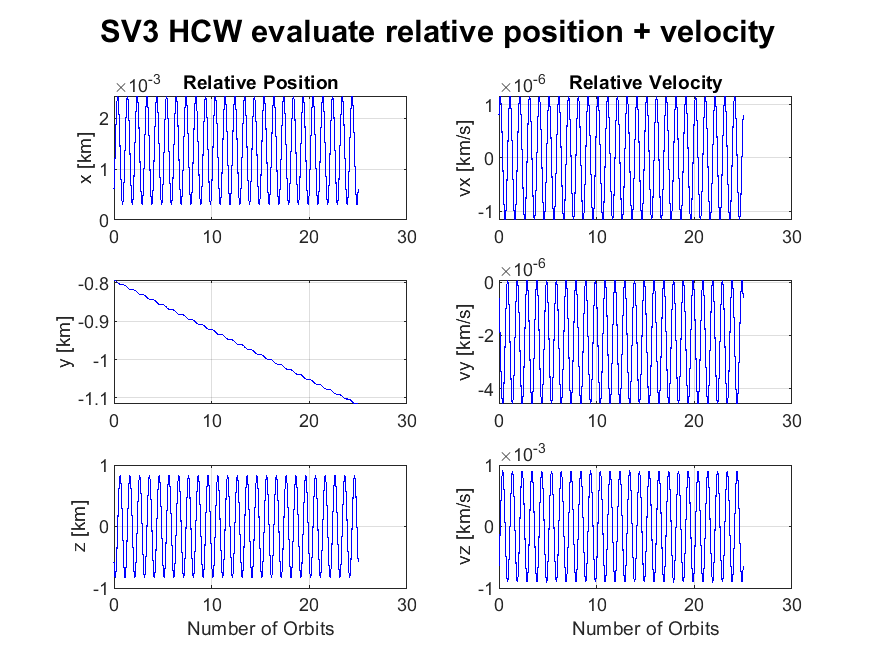 SV3 HCW evaluate relative position + velocity
×10-3
Relative Position
2
1
0
x [km]
0 10 20 30
×10-6
Relative Velocity
1
0
-1
vx [km/s]
0 10 20 30
-0.8
-0.9
-1
-1.1
y [km]
0 10 20 30
×10-6
0
-2
-4
vy [km/s]
0 10 20 30
1
0
-1
z [km]
0 10 20 30
Number of Orbits
×10-3
1
0
-1
vz [km/s]
0 10 20 30
Number of Orbits